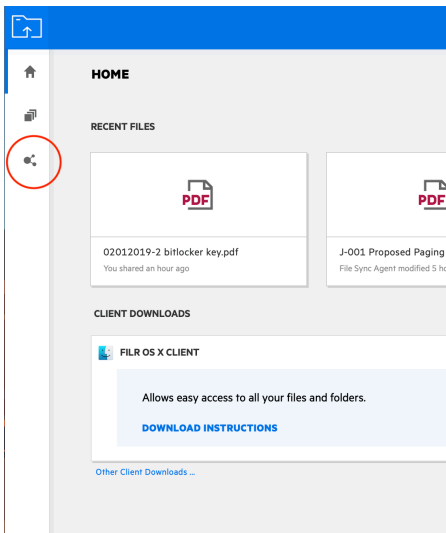 HOME
RECENT FILES
PDF
PDF
02012019-2 bitlocker key.pdf
You shared an hour ago
J-001 Proposed Paging
File Sync Agent modified 5 ho
CLIENT DOWNLOADS
FILR OS X CLIENT
Allows easy access to all your files and folders.
DOWNLOAD INSTRUCTIONS
Other Client Downloads ...